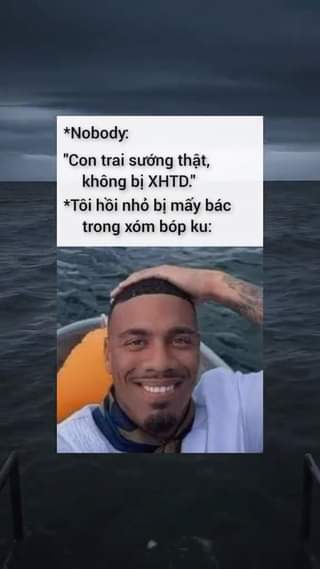 *Nobody:
"Con trai sướng thật,
không bị XHTD."
*Tôi hồi nhỏ bị mấy bác
trong xóm bóp ku: